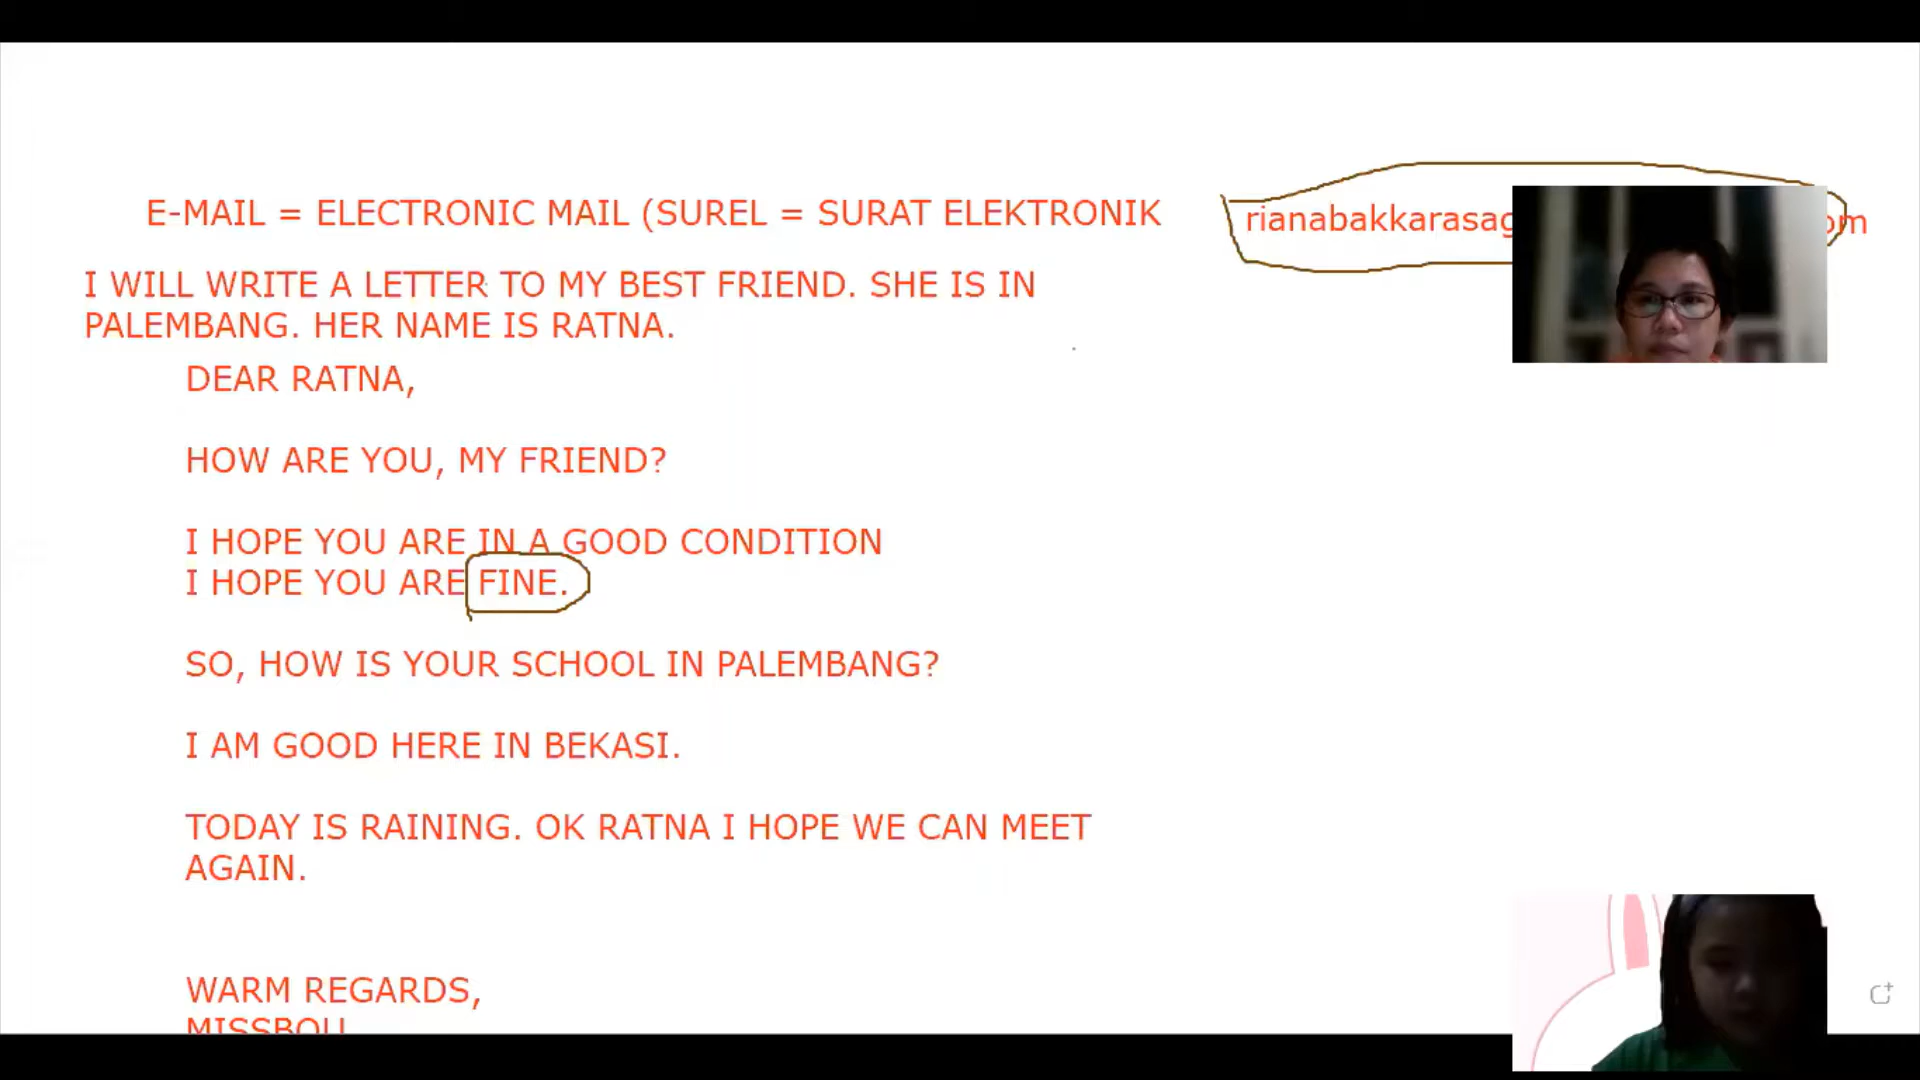 E-MAIL = ELECTRONIC MAIL (SUREL = SURAT ELEKTRONIK
rianabakkarasag
om
I WILL WRITE A LETTER TO MY BEST FRIEND. SHE IS IN
PALEMBANG. HER NAME IS RATNA.
DEAR RATNA,
HOW ARE YOU, MY FRIEND?
I HOPE YOU ARE IN A GOOD CONDITION
I HOPE YOU ARE FINE.
SO, HOW IS YOUR SCHOOL IN PALEMBANG?
I AM GOOD HERE IN BEKASI.
TODAY IS RAINING. OK RATNA I HOPE WE CAN MEET
AGAIN.
WARM REGARDS,
MISSBOU